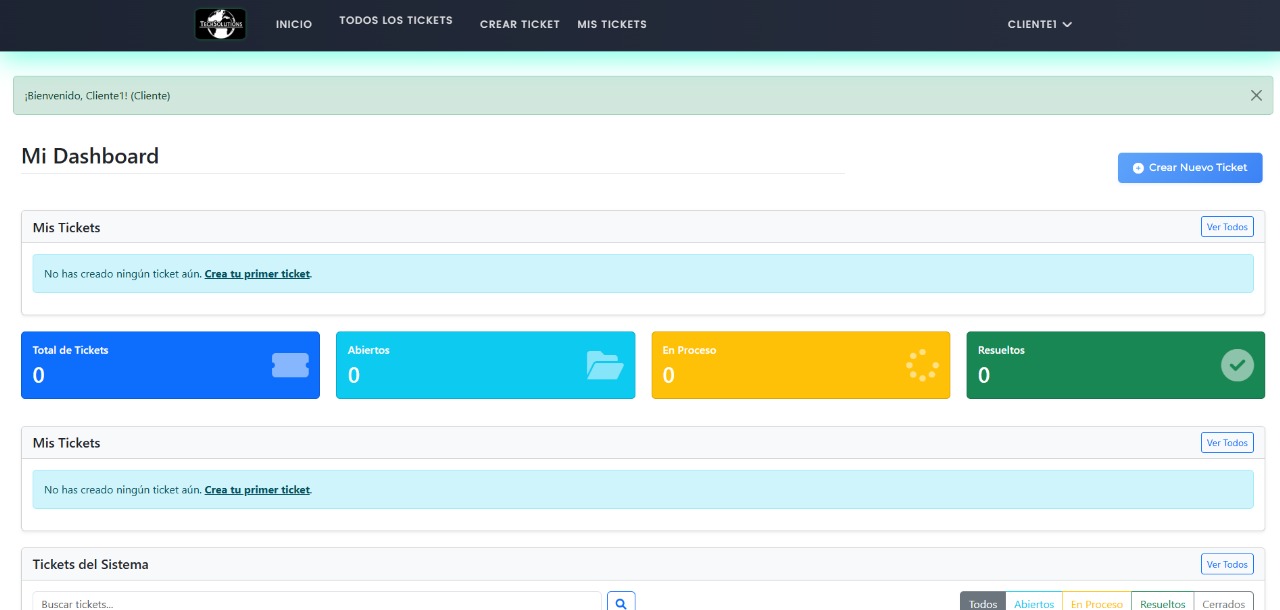 TECHSOLUTIONS
INICIO
TODOS LOS TICKETS
CREAR TICKET
MIS TICKETS
CLIENTE1
¡Bienvenido, Cliente1! (Cliente)
Mi Dashboard
Crear Nuevo Ticket
Mis Tickets
Ver Todos
No has creado ningún ticket aún. Crea tu primer ticket.
Total de Tickets
0
Abiertos
0
En Proceso
0
Resueltos
0
Mis Tickets
Ver Todos
No has creado ningún ticket aún. Crea tu primer ticket.
Tickets del Sistema
Ver Todos
Buscar tickets...
Todos
Abiertos
En Proceso
Resueltos
Cerrados